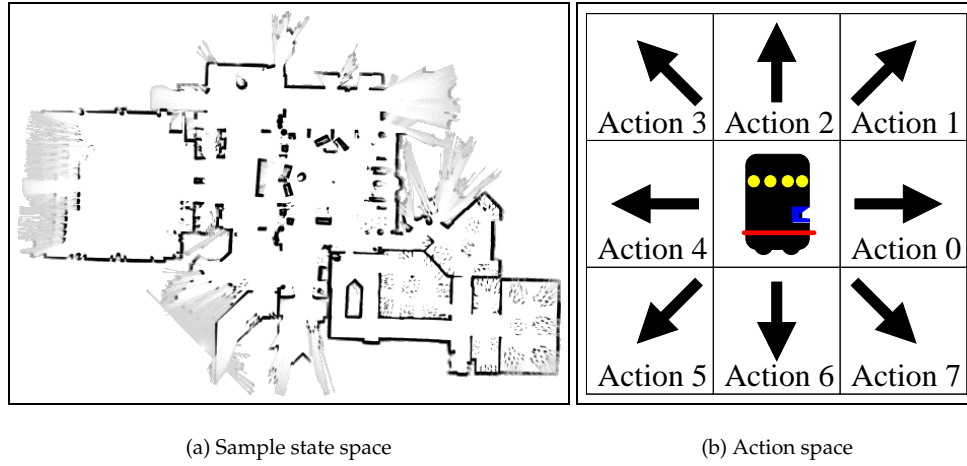 Action 3 Action 2 Action 1
Action 4 Action 0
Action 5 Action 6 Action 7
(a) Sample state space
(b) Action space